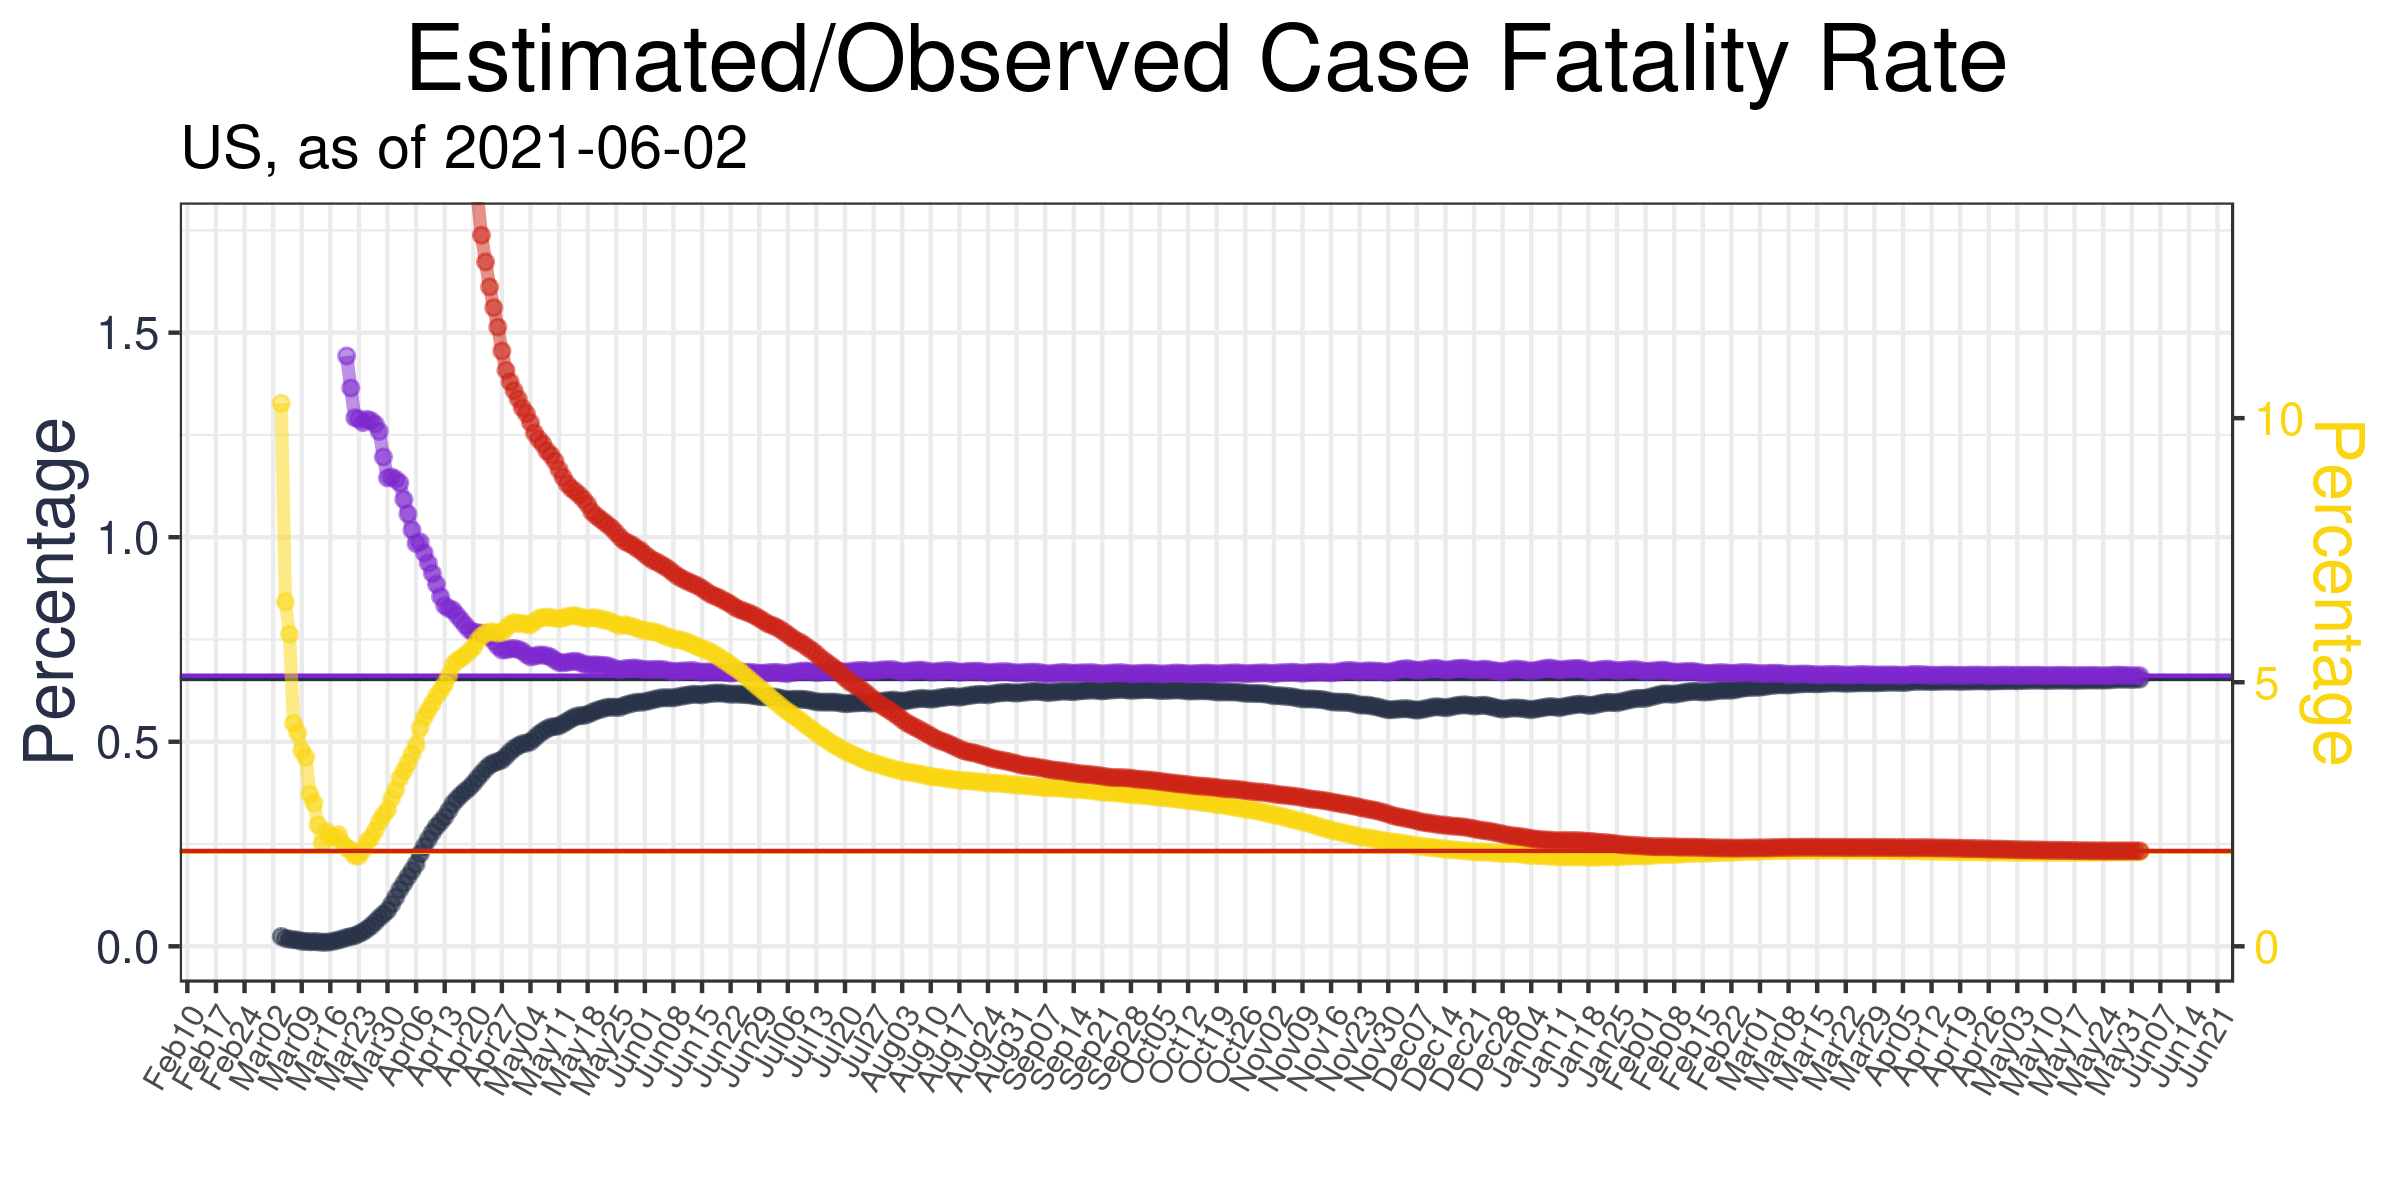 Estimated/Observed Case Fatality Rate
US, as of 2021-06-02
Percentage
1.5
1.0
0.5
0.0
10
5
0
Percentage
Feb10
Feb17
Feb24
Mar02
Mar09
Mar16
Mar23
Mar30
Apr06
Apr13
Apr20
Apr27
May04
May11
May18
May25
Jun01
Jun08
Jun15
Jun22
Jun29
Jul06
Jul13
Jul20
Jul27
Aug03
Aug10
Aug17
Aug24
Aug31
Sep07
Sep14
Sep21
Sep28
Oct05
Oct12
Oct19
Oct26
Nov02
Nov09
Nov16
Nov23
Nov30
Dec07
Dec14
Dec21
Dec28
Jan04
Jan11
Jan18
Jan25
Feb01
Feb08
Feb15
Feb22
Mar01
Mar08
Mar15
Mar22
Mar29
Apr05
Apr12
Apr19
Apr26
May03
May10
May17
May24
May31
Jun07
Jun14
Jun21